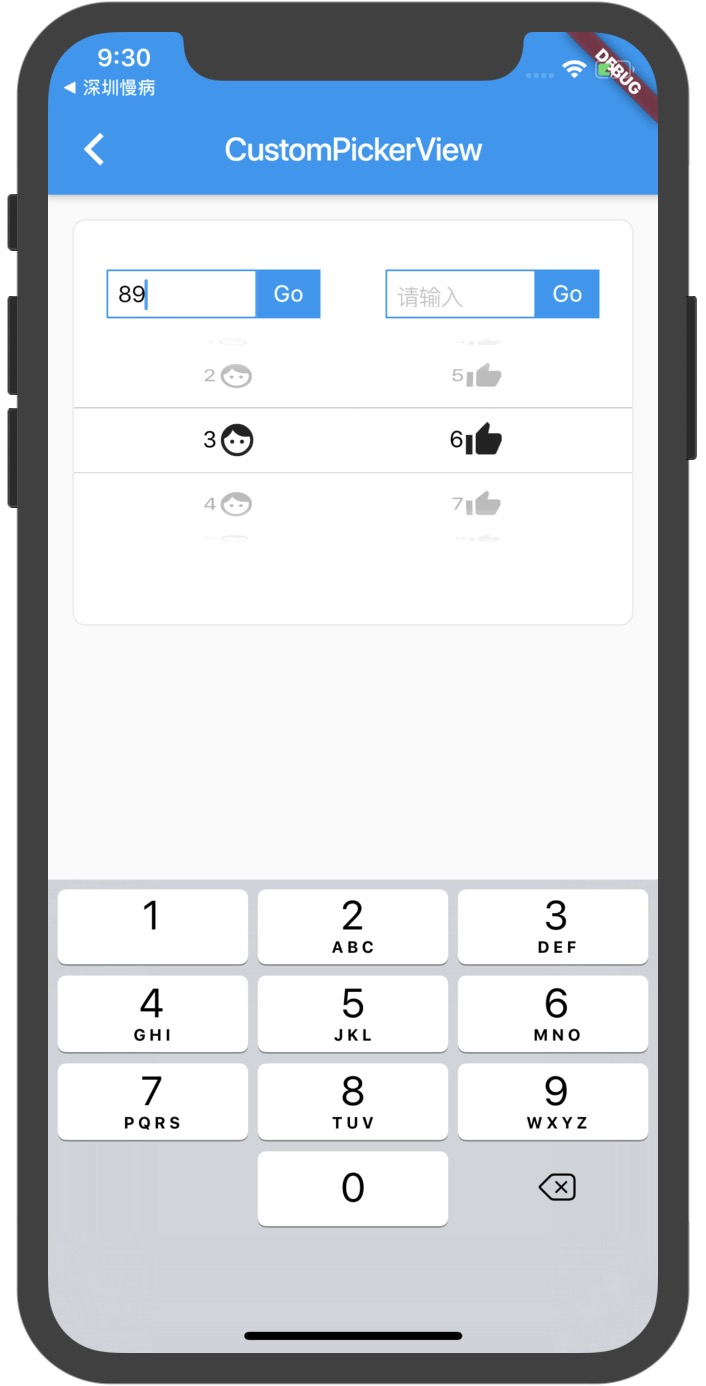 9:30
DEBUG
◀ 深圳慢病
CustomPickerView
89 Go 请输入 Go
2 5
3 6
4 7
1 2 3
ABC DEF
4 5 6
GHI JKL MNO
7 8 9
PQRS TUV WXYZ
0